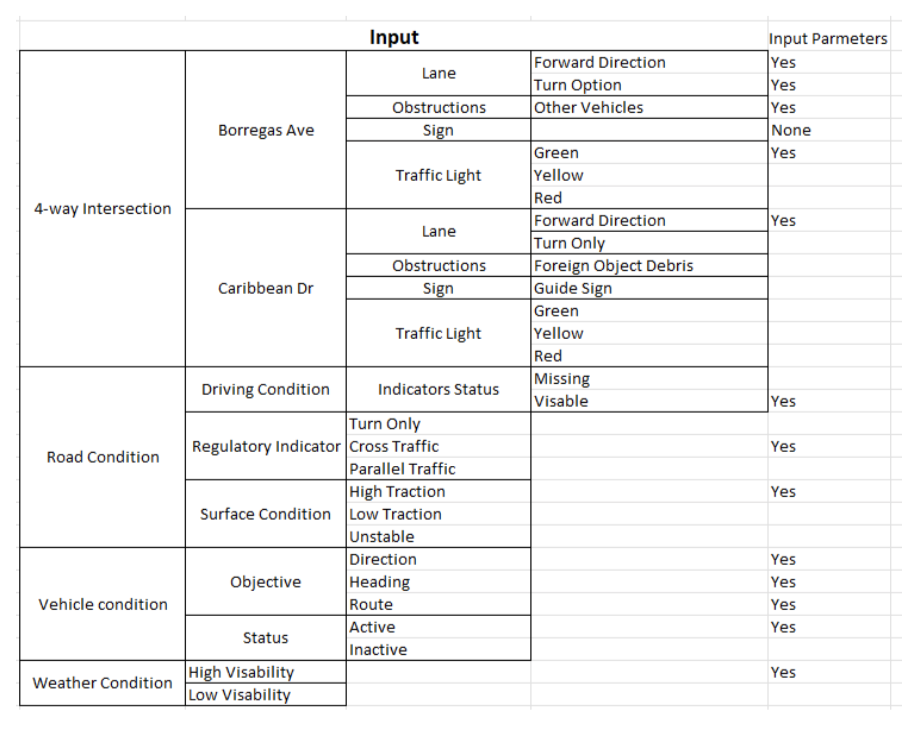 Input Input Parmeters
4-way Intersection Borregas Ave Lane Forward Direction Yes
Turn Option Yes
Obstructions Other Vehicles Yes
Sign None
Traffic Light Green Yes
Yellow
Red
Caribbean Dr Lane Forward Direction Yes
Turn Only
Obstructions Foreign Object Debris
Sign Guide Sign
Traffic Light Green
Yellow
Red
Road Condition Driving Condition Indicators Status Missing
Visable Yes
Regulatory Indicator Turn Only
Cross Traffic Yes
Parallel Traffic
Surface Condition High Traction Yes
Low Traction
Unstable
Vehicle condition Objective Direction Yes
Heading Yes
Route Yes
Status Active Yes
Inactive
Weather Condition High Visability Yes
Low Visability